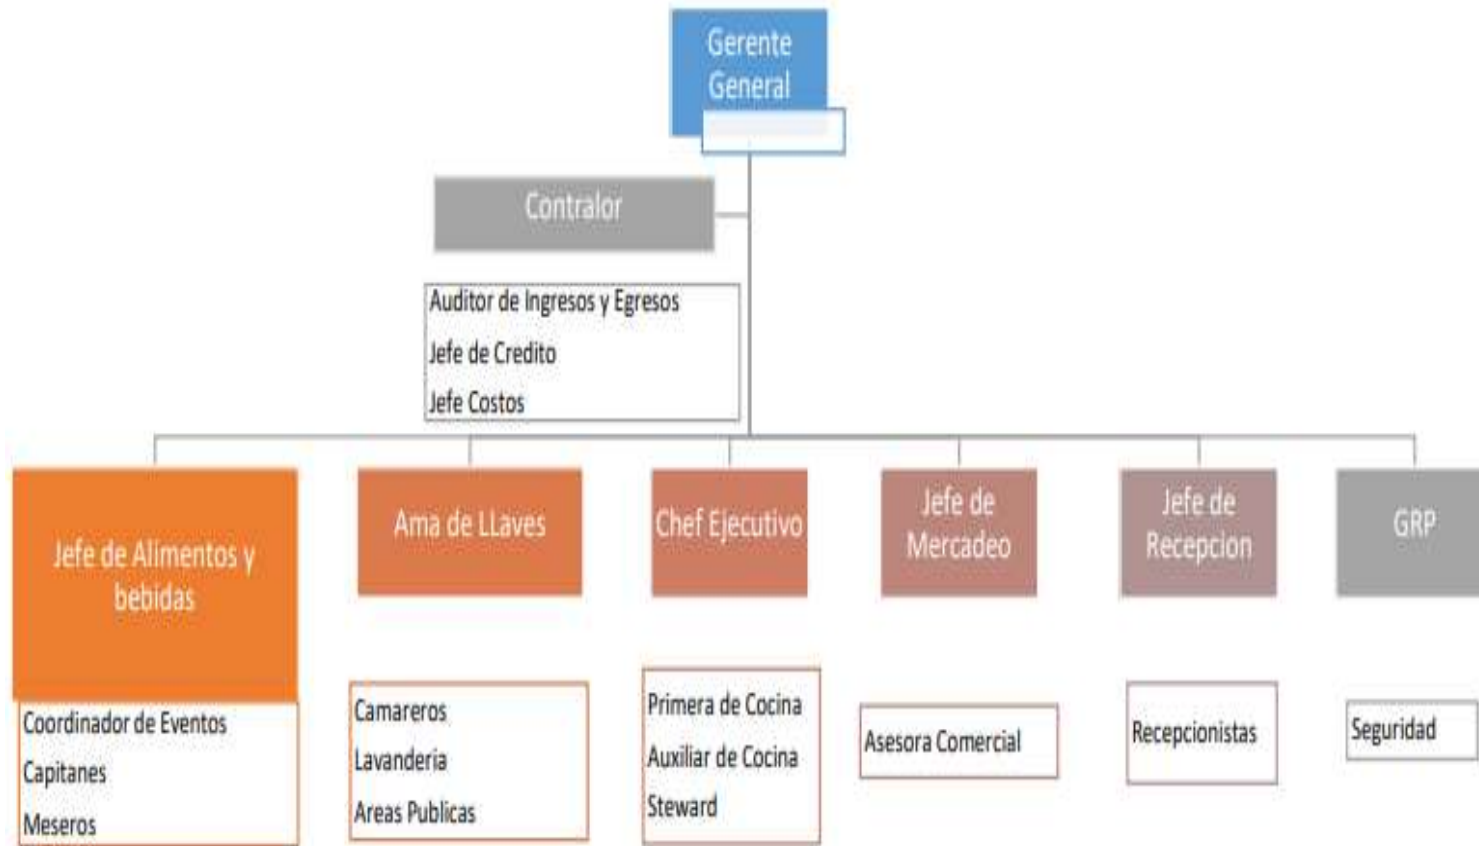 Gerente
General
Contralor
Auditor de Ingresos y Egresos
Jefe de Credito
Jefe Costos
Jefe de Alimentos y
bebidas
Ama de LLaves
Chef Ejecutivo
Jefe de
Mercadeo
Jefe de
Recepcion
GRP
Coordinador de Eventos
Capitanes
Meseros
Camareros
Lavanderia
Areas Publicas
Primera de Cocina
Auxiliar de Cocina
Steward
Asesora Comercial
Recepcionistas
Seguridad